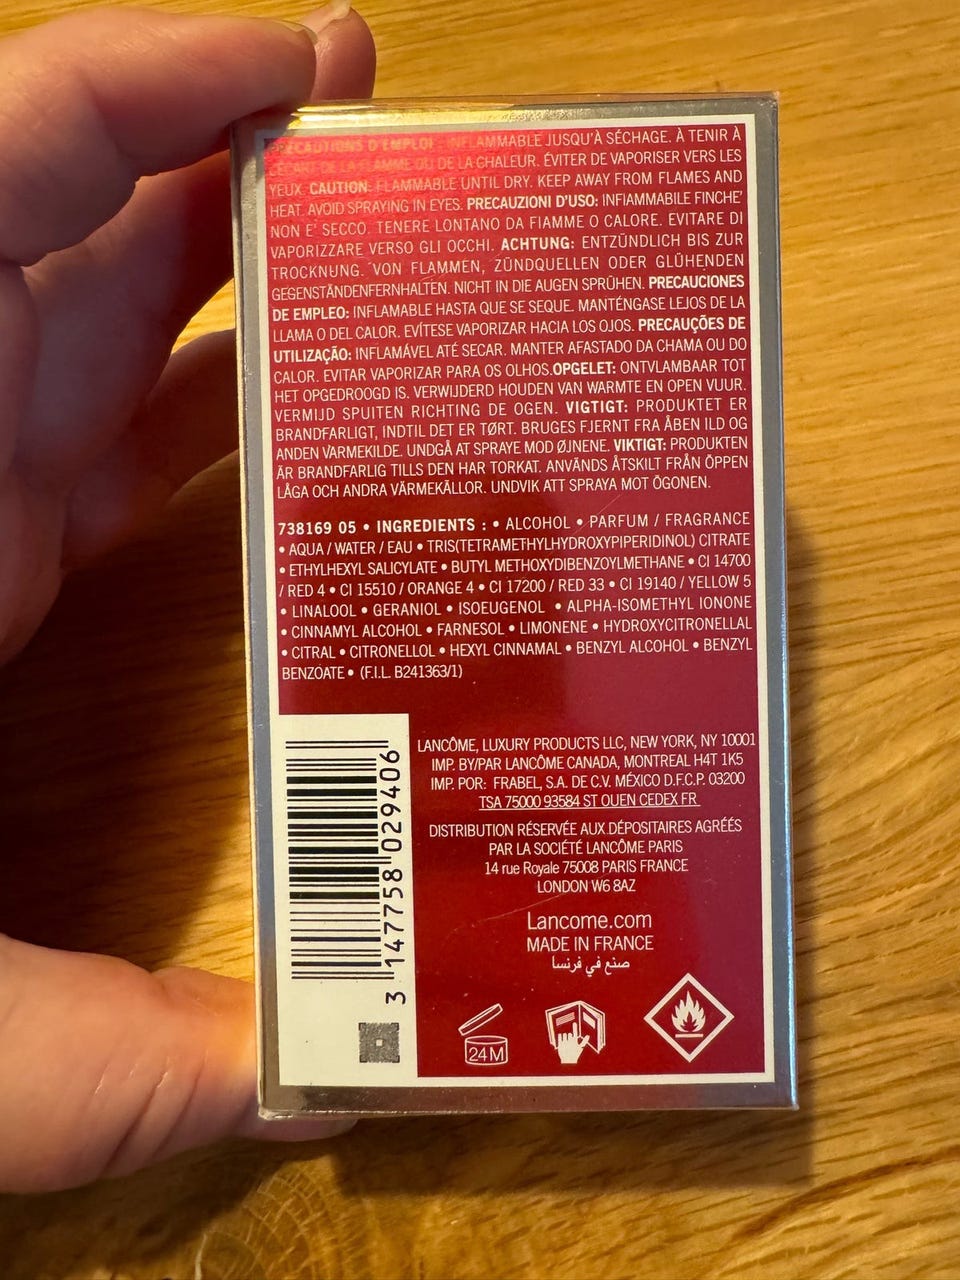 PRÉCAUTIONS D'EMPLOI : INFLAMMABLE JUSQU'À SÉCHAGE. À TENIR À
L'ÉCART DE LA FLAMME OU DE LA CHALEUR. ÉVITER DE VAPORISER VERS LES
YEUX. CAUTION: FLAMMABLE UNTIL DRY. KEEP AWAY FROM FLAMES AND
HEAT. AVOID SPRAYING IN EYES. PRECAUZIONI D'USO: INFIAMMABILE FINCHE'
NON E' SECCO. TENERE LONTANO DA FIAMME O CALORE. EVITARE DI
VAPORIZZARE VERSO GLI OCCHI. ACHTUNG: ENTZÜNDLICH BIS ZUR
TROCKNUNG. VON FLAMMEN, ZÜNDQUELLEN ODER GLÜHENDEN
GEGENSTÄNDENFERNHALTEN. NICHT IN DIE AUGEN SPRÜHEN. PRECAUCIONES
DE EMPLEO: INFLAMABLE HASTA QUE SE SEQUE. MANTÉNGASE LEJOS DE LA
LLAMA O DEL CALOR. EVÍTESE VAPORIZAR HACIA LOS OJOS. PRECAUÇÕES DE
UTILIZAÇÃO: INFLAMÁVEL ATÉ SECAR. MANTER AFASTADO DA CHAMA OU DO
CALOR. EVITAR VAPORIZAR PARA OS OLHOS.OPGELET: ONTVLAMBAAR TOT
HET OPGEDROOGD IS. VERWIJDERD HOUDEN VAN WARMTE EN OPEN VUUR.
VERMIJD SPUITEN RICHTING DE OGEN. VIGTIGT: PRODUKTET ER
BRANDFARLIGT, INDTIL DET ER TØRT. BRUGES FJERNT FRA ÅBEN ILD OG
ANDEN VARMEKILDE. UNDGÅ AT SPRAYE MOD ØJNENE. VIKTIGT: PRODUKTEN
ÄR BRANDFARLIG TILLS DEN HAR TORKAT. ANVÄNDS ÅTSKILT FRÅN ÖPPEN
LÅGA OCH ANDRA VÄRMEKÄLLOR. UNDVIK ATT SPRAYA MOT ÖGONEN.
738169 05 • INGREDIENTS : • ALCOHOL • PARFUM / FRAGRANCE
• AQUA / WATER / EAU • TRIS(TETRAMETHYLHYDROXYPIPERIDINOL) CITRATE
• ETHYLHEXYL SALICYLATE • BUTYL METHOXYDIBENZOYLMETHANE • CI 14700
/ RED 4 • CI 15510 / ORANGE 4 • CI 17200 / RED 33 • CI 19140 / YELLOW 5
• LINALOOL • GERANIOL • ISOEUGENOL • ALPHA-ISOMETHYL IONONE
• CINNAMYL ALCOHOL • FARNESOL • LIMONENE • HYDROXYCITRONELLAL
• CITRAL • CITRONELLOL • HEXYL CINNAMAL • BENZYL ALCOHOL • BENZYL
BENZOATE • (F.I.L. B241363/1)
3 147758 029406
LANCÔME, LUXURY PRODUCTS LLC, NEW YORK, NY 10001
IMP. BY/PAR LANCÔME CANADA, MONTREAL H4T 1K5
IMP. POR: FRABEL, S.A. DE C.V. MÉXICO D.F.C.P. 03200
TSA 75000 93584 ST OUEN CEDEX FR
DISTRIBUTION RÉSERVÉE AUX DÉPOSITAIRES AGRÉÉS
PAR LA SOCIÉTÉ LANCÔME PARIS
14 rue Royale 75008 PARIS FRANCE
LONDON W6 8AZ
Lancome.com
MADE IN FRANCE
صنع في فرنسا
24M